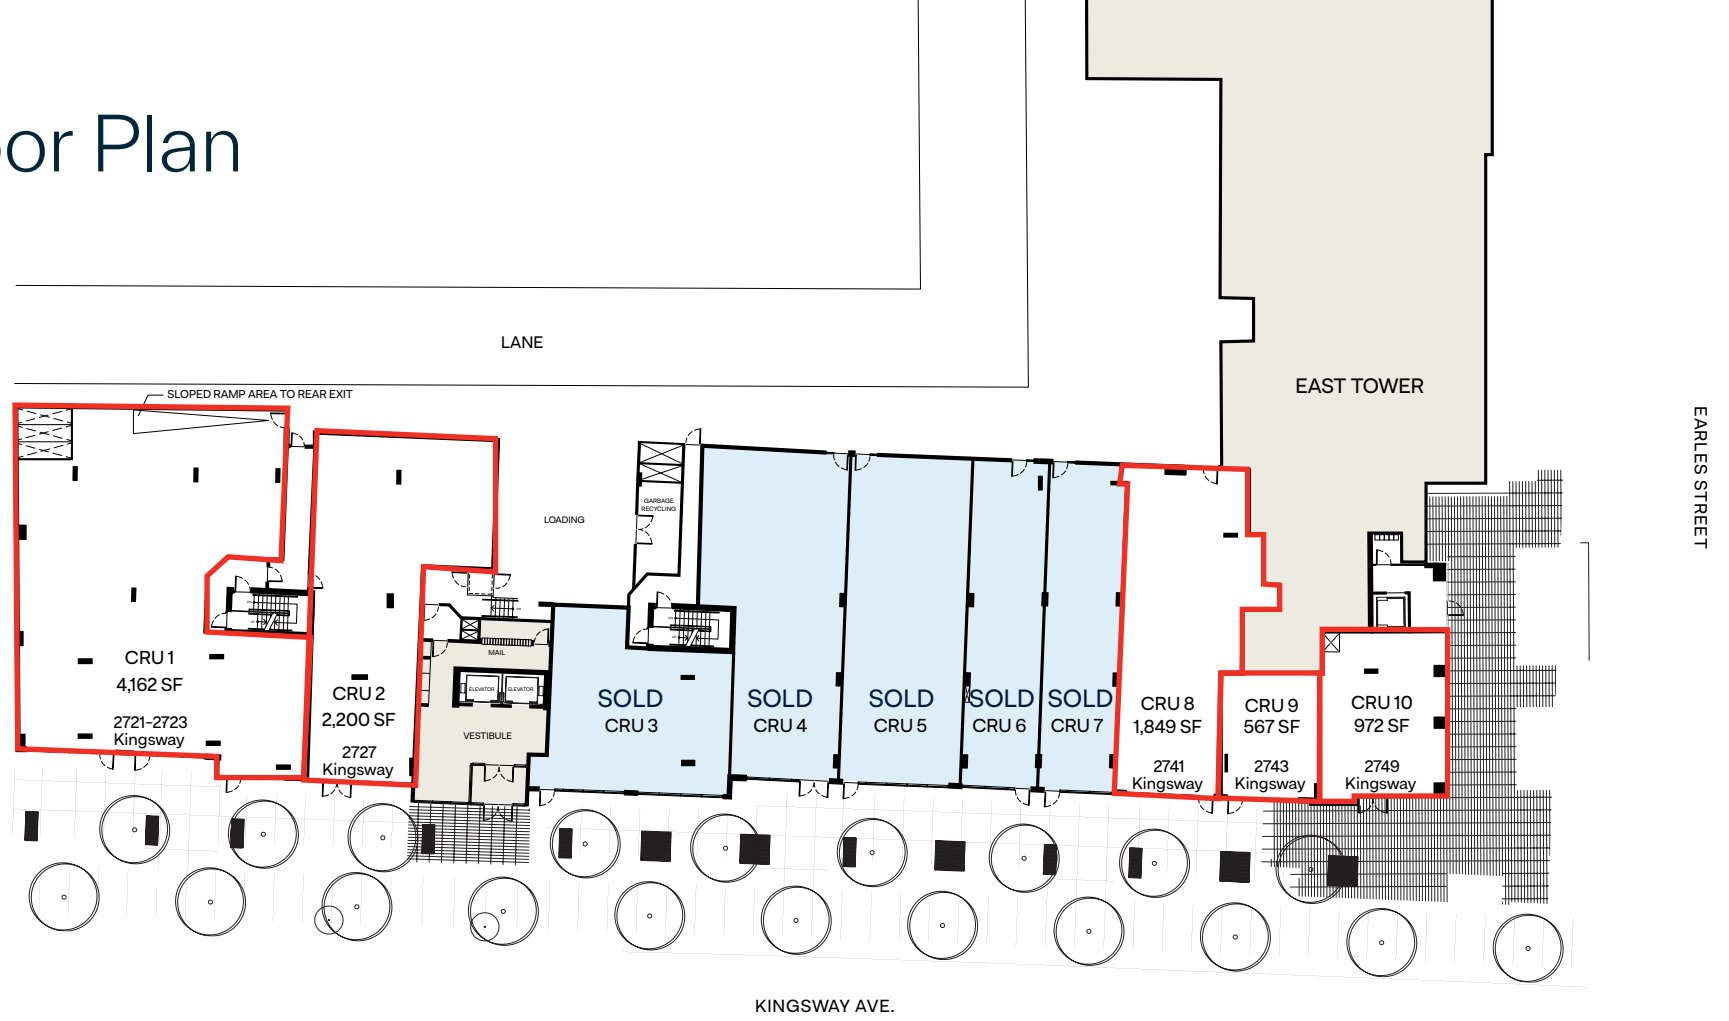 or Plan
LANE
SLOPED RAMP AREA TO REAR EXIT
EAST TOWER
EARLES STREET
LOADING
GARBAGE
RECYCLING
MAIL
ELEVATOR
ELEVATOR
VESTIBULE
CRU 1
4,162 SF
2721-2723
Kingsway
CRU 2
2,200 SF
2727
Kingsway
SOLD
CRU 3
SOLD
CRU 4
SOLD
CRU 5
SOLD
CRU 6
SOLD
CRU 7
CRU 8
1,849 SF
2741
Kingsway
CRU 9
567 SF
2743
Kingsway
CRU 10
972 SF
2749
Kingsway
KINGSWAY AVE.